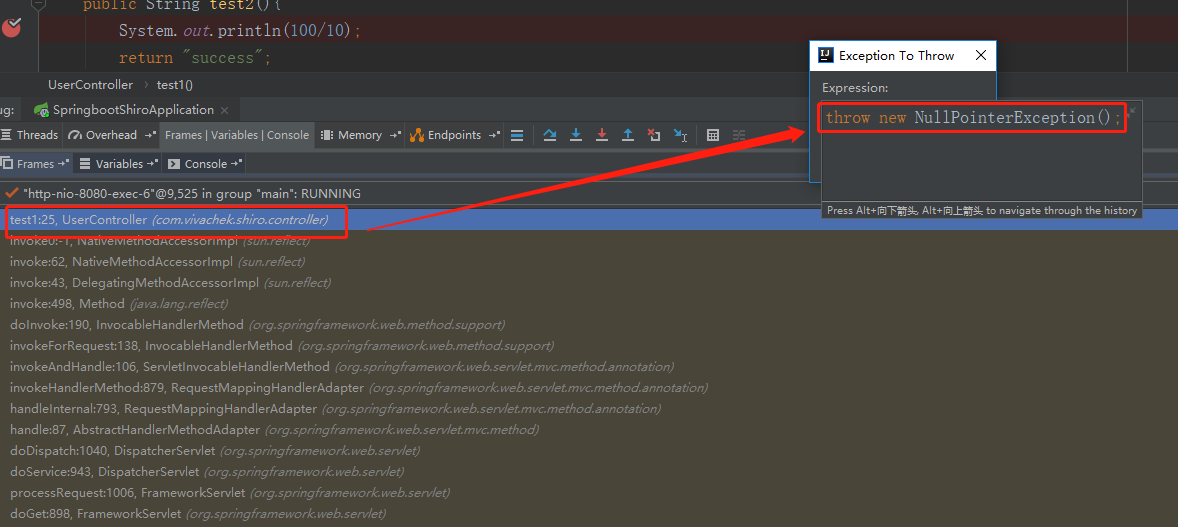 public String test2(){
System.out.println(100/10);
return "success";
UserController › test1()
ug: SpringbootShiroApplication ×
Threads Overhead Frames | Variables | Console Memory Endpoints
Frames Variables Console
"http-nio-8080-exec-6"@9,525 in group "main": RUNNING
test1:25, UserController (com.vivachek.shiro.controller)
invoke0:-1, NativeMethodAccessorImpl (sun.reflect)
invoke:62, NativeMethodAccessorImpl (sun.reflect)
invoke:43, DelegatingMethodAccessorImpl (sun.reflect)
invoke:498, Method (java.lang.reflect)
doInvoke:190, InvocableHandlerMethod (org.springframework.web.method.support)
invokeForRequest:138, InvocableHandlerMethod (org.springframework.web.method.support)
invokeAndHandle:106, ServletInvocableHandlerMethod (org.springframework.web.servlet.mvc.method.annotation)
invokeHandlerMethod:879, RequestMappingHandlerAdapter (org.springframework.web.servlet.mvc.method.annotation)
handleInternal:793, RequestMappingHandlerAdapter (org.springframework.web.servlet.mvc.method.annotation)
handle:87, AbstractHandlerMethodAdapter (org.springframework.web.servlet.mvc.method)
doDispatch:1040, DispatcherServlet (org.springframework.web.servlet)
doService:943, DispatcherServlet (org.springframework.web.servlet)
processRequest:1006, FrameworkServlet (org.springframework.web.servlet)
doGet:898, FrameworkServlet (org.springframework.web.servlet)
Exception To Throw
Expression:
throw new NullPointerException();
Press Alt+向下箭头, Alt+向上箭头 to navigate through the history